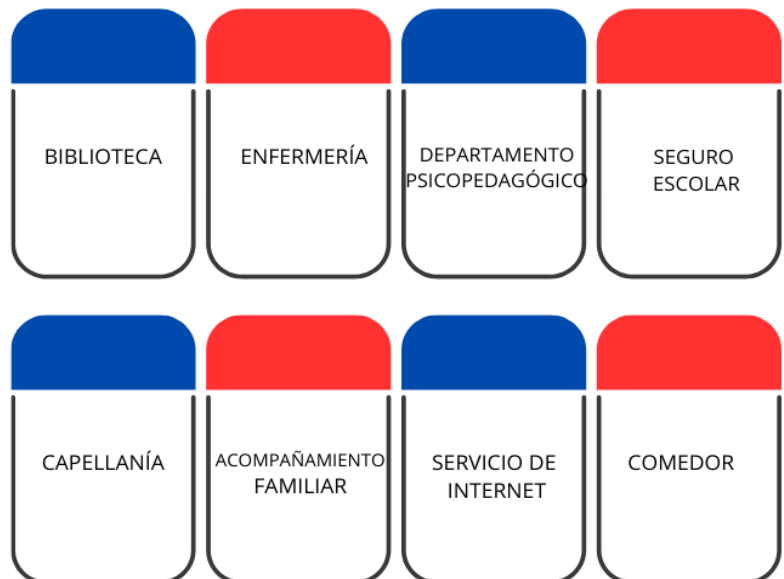 BIBLIOTECA
ENFERMERÍA
DEPARTAMENTO
PSICOPEDAGÓGICO
SEGURO
ESCOLAR
CAPELLANÍA
ACOMPAÑAMIENTO
FAMILIAR
SERVICIO DE
INTERNET
COMEDOR